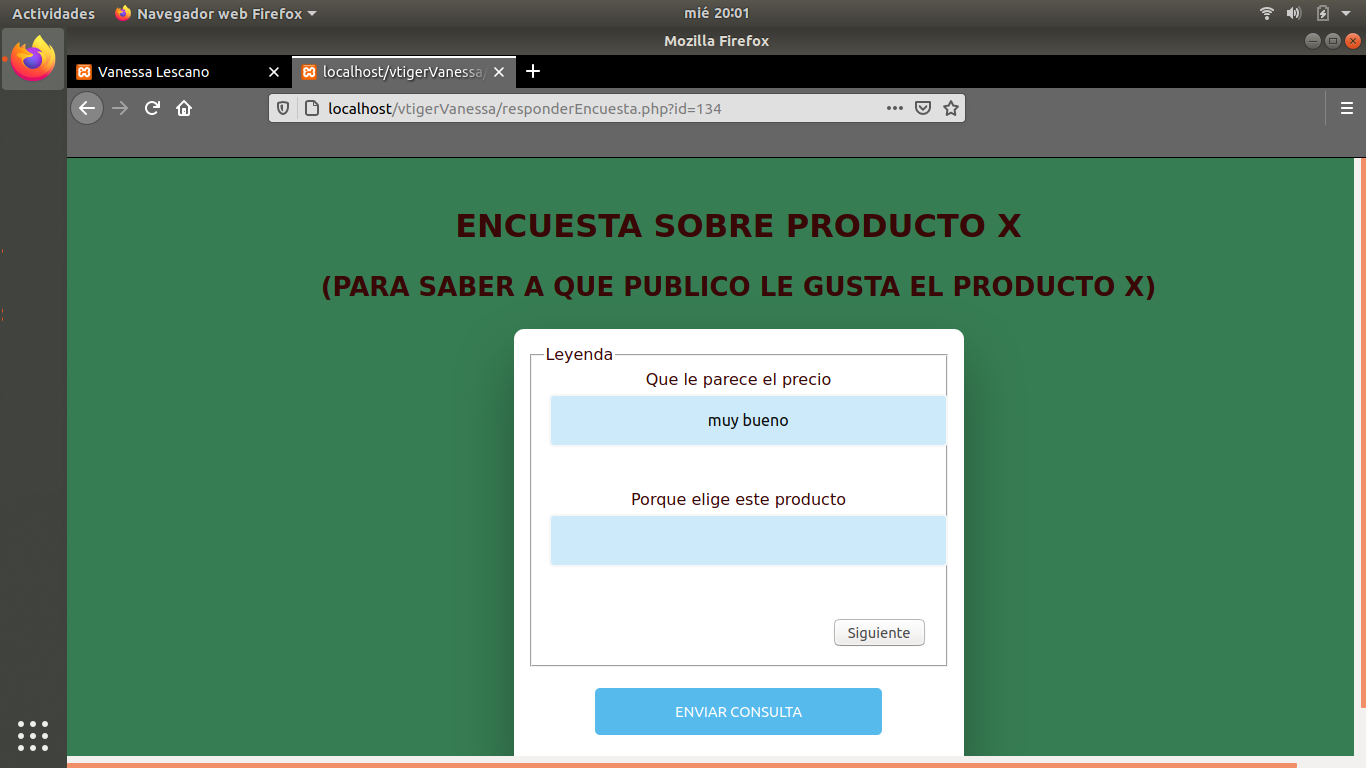 Actividades Navegador web Firefox mié 20:01
Mozilla Firefox
Vanessa Lescano localhost/vtigerVanessa/
localhost/vtigerVanessa/responderEncuesta.php?id=134
ENCUESTA SOBRE PRODUCTO X
(PARA SABER A QUE PUBLICO LE GUSTA EL PRODUCTO X)
Leyenda
Que le parece el precio
muy bueno
Porque elige este producto
Siguiente
ENVIAR CONSULTA